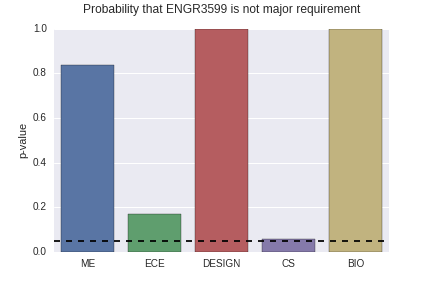 Probability that ENGR3599 is not major requirement
1.0
0.8
0.6
0.4
0.2
0.0
p-value
ME ECE DESIGN CS BIO